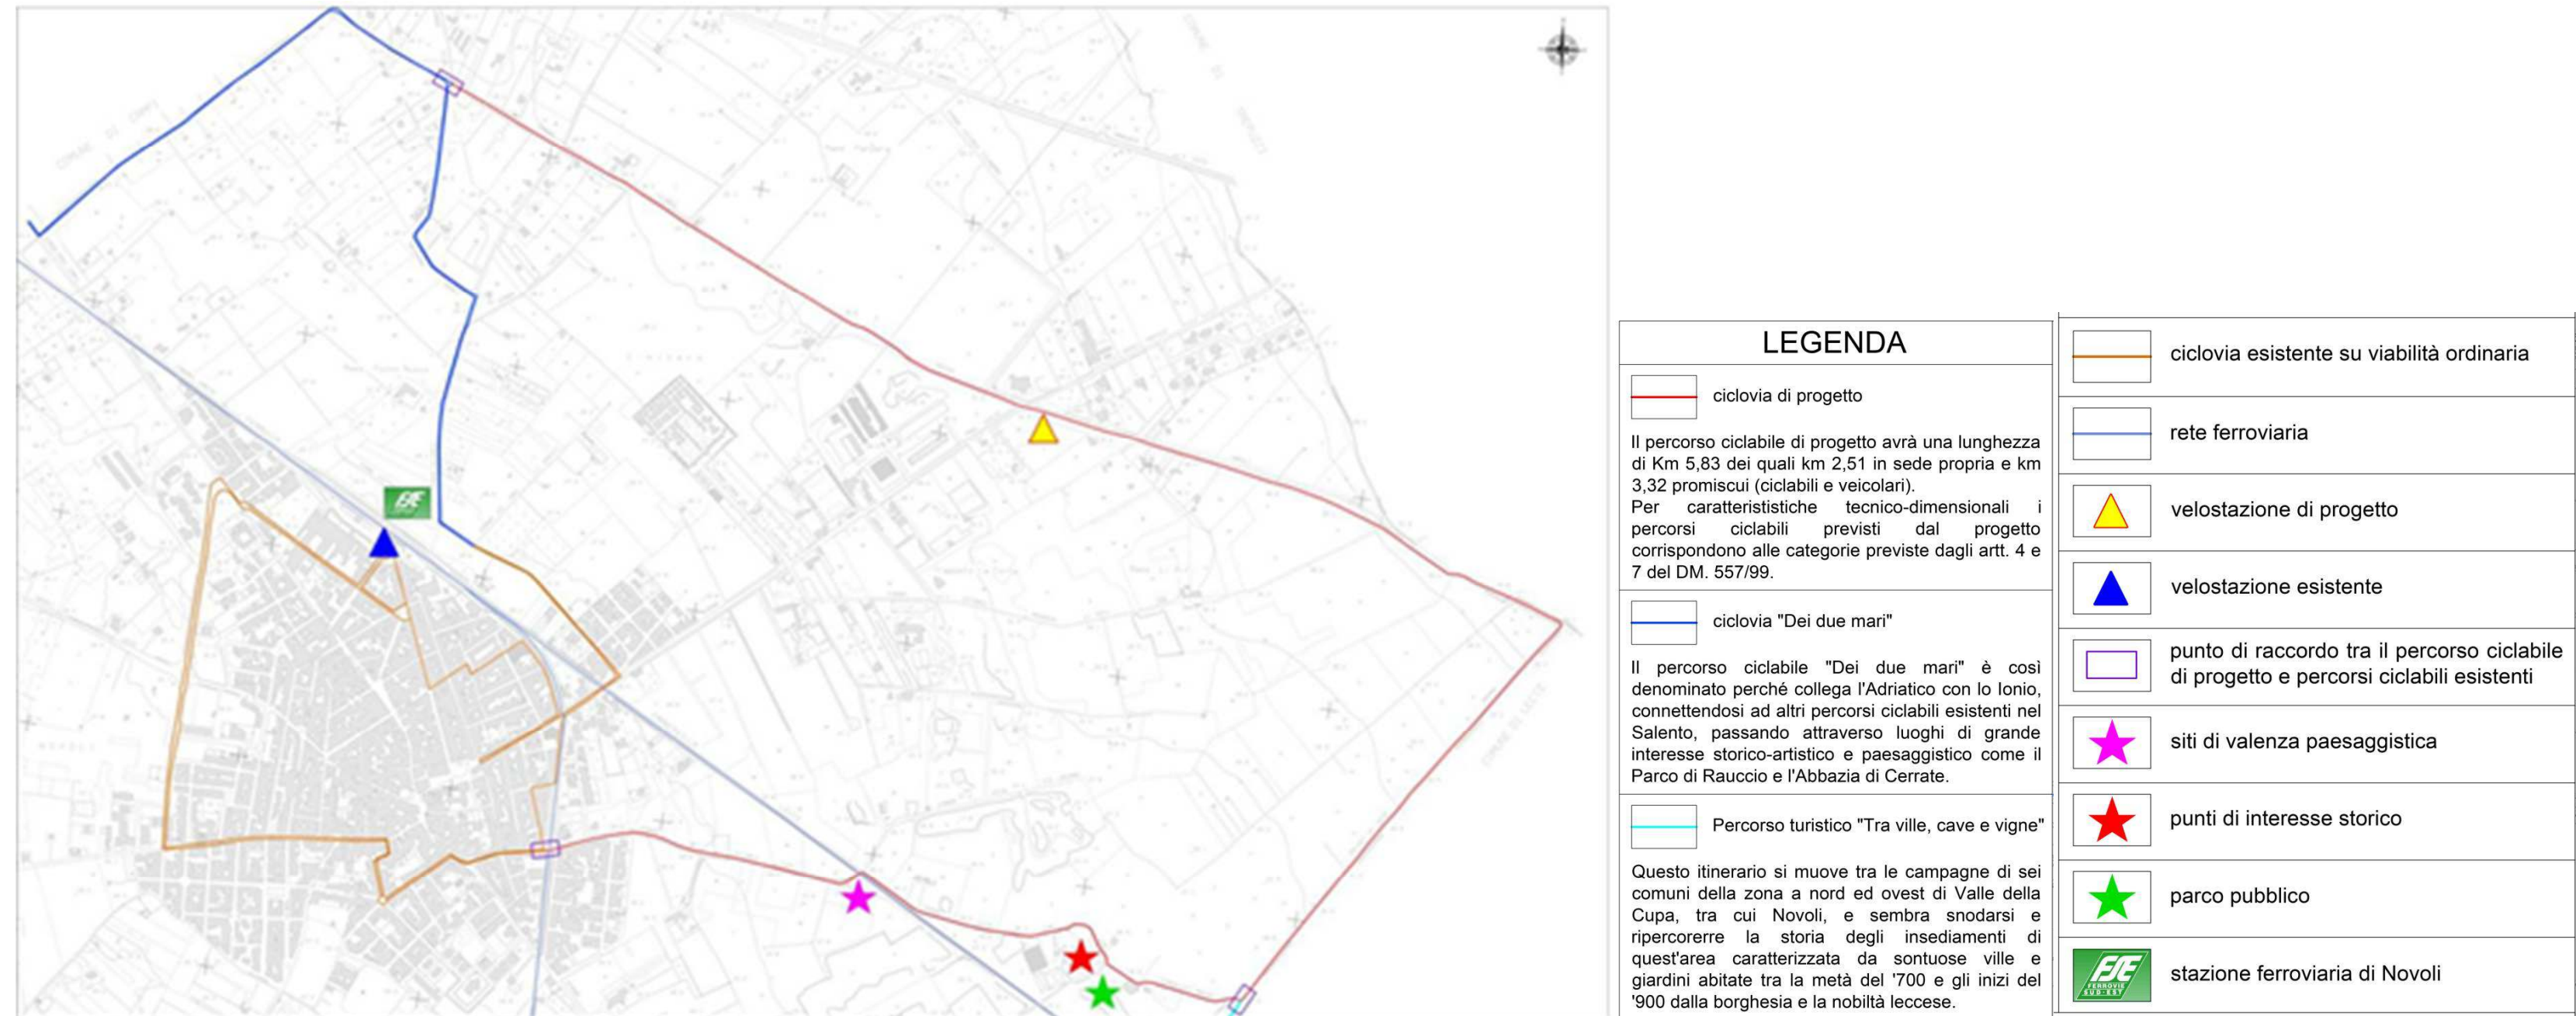 COMUNE DI
LEGENDA
ciclovia di progetto
Il percorso ciclabile di progetto avrà una lunghezza
di Km 5,83 dei quali km 2,51 in sede propria e km
3,32 promiscui (ciclabili e veicolari).
Per caratterististiche tecnico-dimensionali i
percorsi ciclabili previsti dal progetto
corrispondono alle categorie previste dagli artt. 4 e
7 del DM. 557/99.
ciclovia "Dei due mari"
Il percorso ciclabile "Dei due mari" è così
denominato perché collega l'Adriatico con lo Ionio,
connettendosi ad altri percorsi ciclabili esistenti nel
Salento, passando attraverso luoghi di grande
interesse storico-artistico e paesaggistico come il
Parco di Rauccio e l'Abbazia di Cerrate.
Percorso turistico "Tra ville, cave e vigne"
Questo itinerario si muove tra le campagne di sei
comuni della zona a nord ed ovest di Valle della
Cupa, tra cui Novoli, e sembra snodarsi e
ripercorerre la storia degli insediamenti di
quest'area caratterizzata da sontuose ville e
giardini abitate tra la metà del '700 e gli inizi del
'900 dalla borghesia e la nobiltà leccese.
ciclovia esistente su viabilità ordinaria
rete ferroviaria
velostazione di progetto
velostazione esistente
punto di raccordo tra il percorso ciclabile
di progetto e percorsi ciclabili esistenti
siti di valenza paesaggistica
punti di interesse storico
parco pubblico
FSE
FERROVIE
SUD-EST
stazione ferroviaria di Novoli